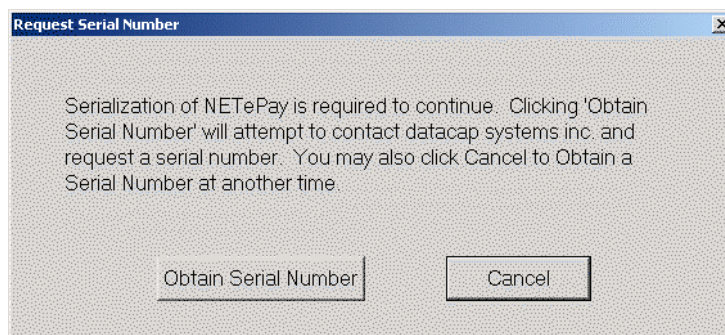 Request Serial Number
Serialization of NETePay is required to continue.  Clicking 'Obtain
Serial Number' will attempt to contact datacap systems inc. and
request a serial number.  You may also click Cancel to Obtain a
Serial Number at another time.
Obtain Serial Number
Cancel